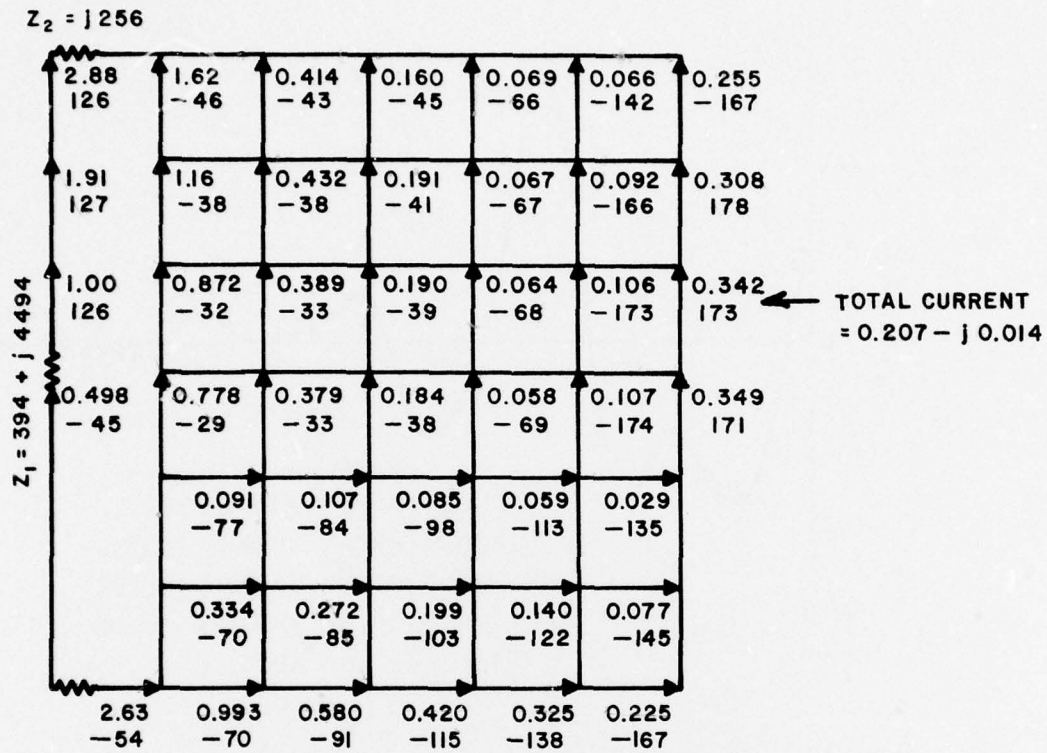 Z₂ = j256
2.88 1.62 0.414 0.160 0.069 0.066 0.255
126 -46 -43 -45 -66 -142 -167
1.91 1.16 0.432 0.191 0.067 0.092 0.308
127 -38 -38 -41 -67 -166 178
1.00 0.872 0.389 0.190 0.064 0.106 0.342
126 -32 -33 -39 -68 -173 173
TOTAL CURRENT
= 0.207 - j 0.014
Z₁ = 394 + j 4494
0.498 0.778 0.379 0.184 0.058 0.107 0.349
-45 -29 -33 -38 -69 -174 171
0.091 0.107 0.085 0.059 0.029
-77 -84 -98 -113 -135
0.334 0.272 0.199 0.140 0.077
-70 -85 -103 -122 -145
2.63 0.993 0.580 0.420 0.325 0.225
-54 -70 -91 -115 -138 -167